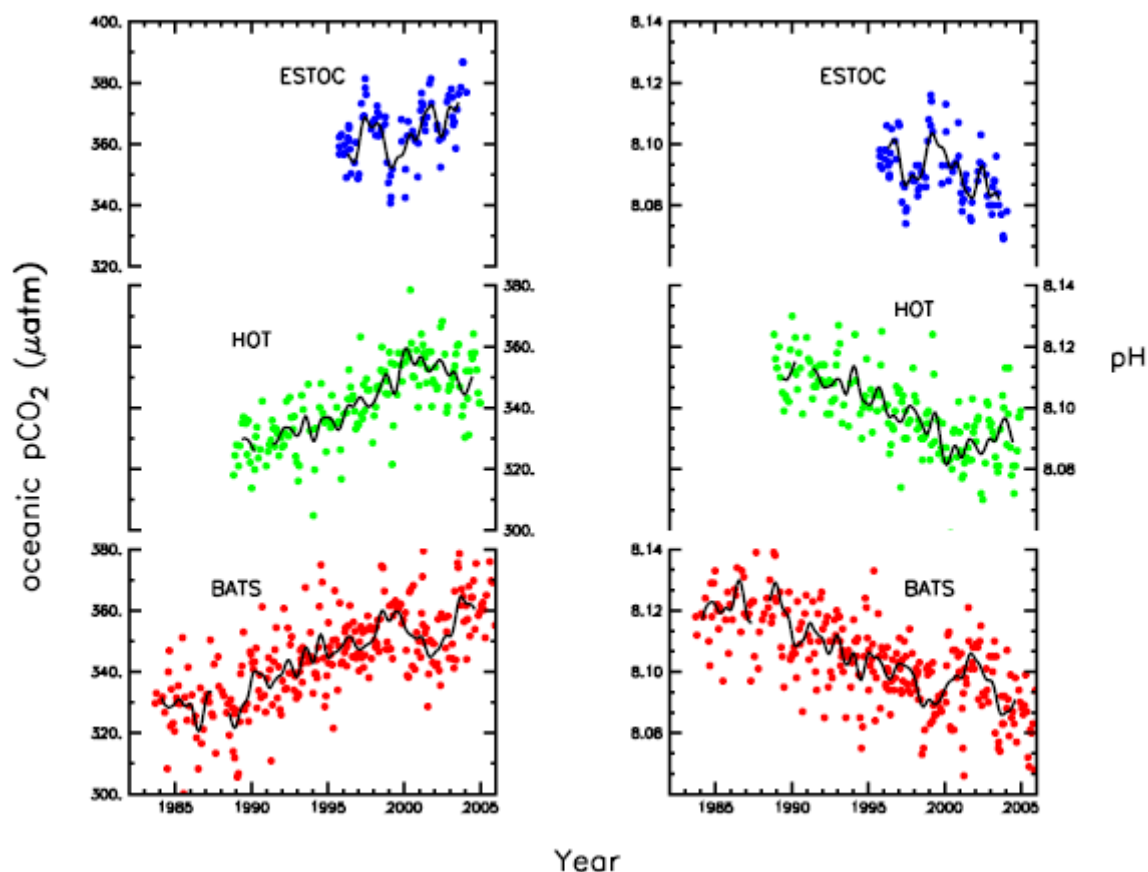 400.
380.
360.
340.
320.
ESTOC
8.14
8.12
8.10
8.08
ESTOC
HOT
380.
360.
340.
320.
300.
HOT
8.14
8.12
8.10
8.08
oceanic pCO₂ (μatm)
pH
380.
360.
340.
320.
300.
BATS
8.14
8.12
8.10
8.08
BATS
1985 1990 1995 2000 2005
1985 1990 1995 2000 2005
Year